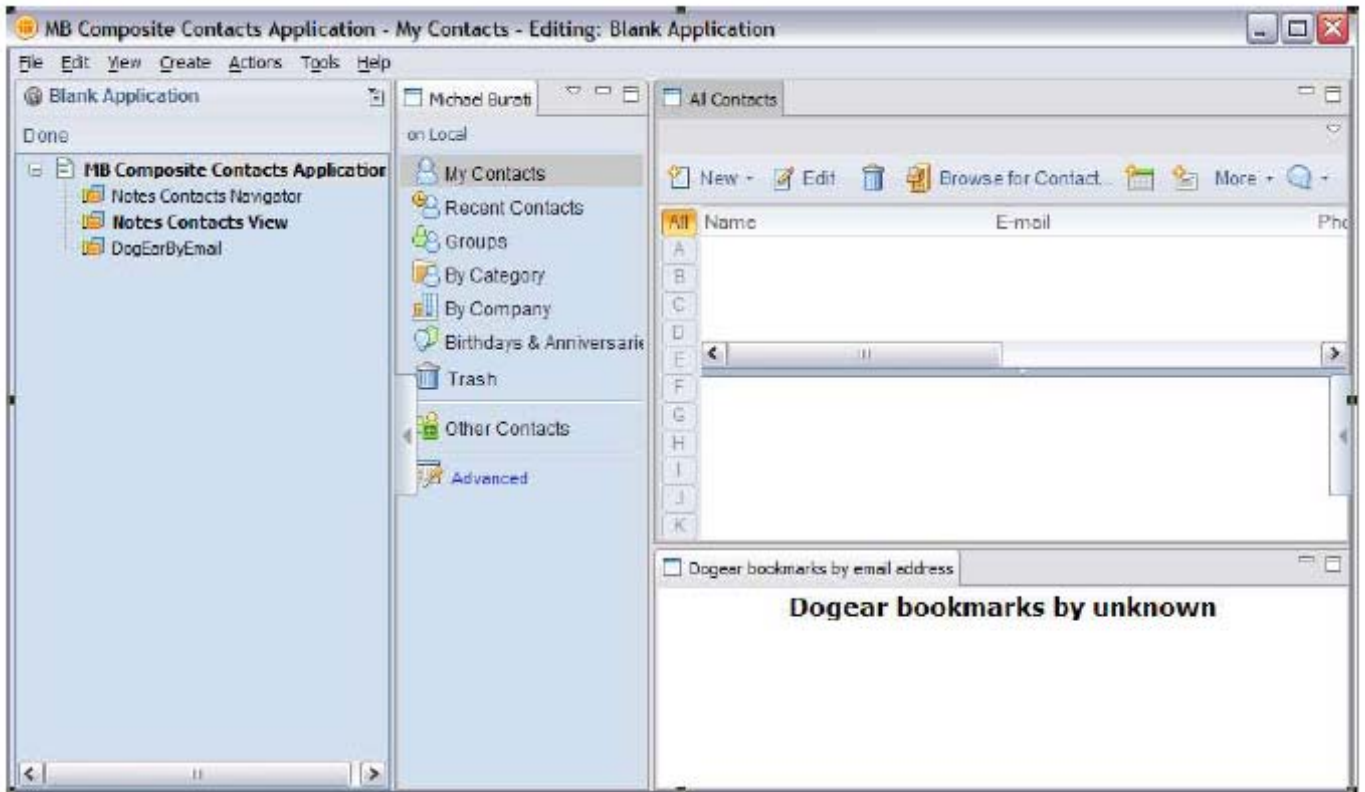 MB Composite Contacts Application - My Contacts - Editing: Blank Application
File Edit View Create Actions Tools Help
Blank Application
Done
MB Composite Contacts Application
Notes Contacts Navigator
Notes Contacts View
DogEarByEmail
Michael Burati
on Local
My Contacts
Recent Contacts
Groups
By Category
By Company
Birthdays & Anniversarie
Trash
Other Contacts
Advanced
All Contacts
New Edit Browse for Contact... More
All Name E-mail Pho
A
B
C
D
E
F
G
H
I
J
K
Dogear bookmarks by email address
Dogear bookmarks by unknown